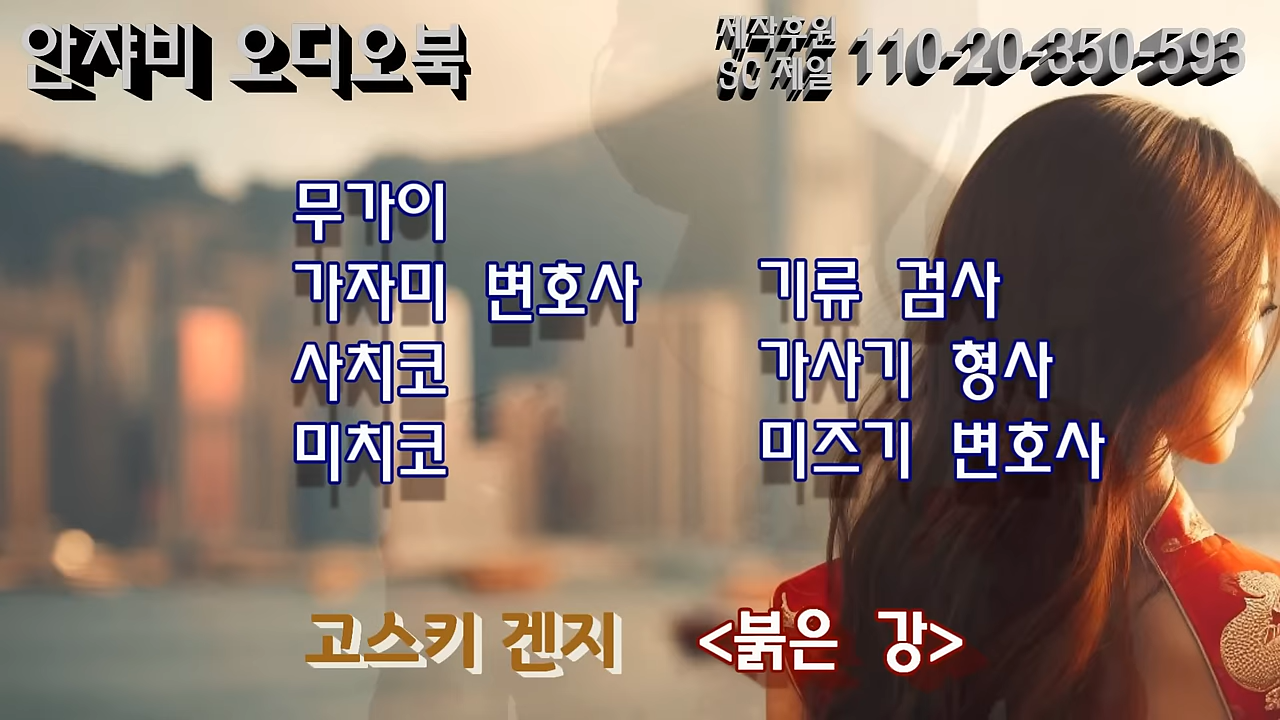 안쟈비 오디오북
제작후원
SC 제일
110-20-350-593
무가이
가자미 변호사
기류 검사
사치코
가사기 형사
미치코
미즈기 변호사
고스키 겐지
<붉은 강>